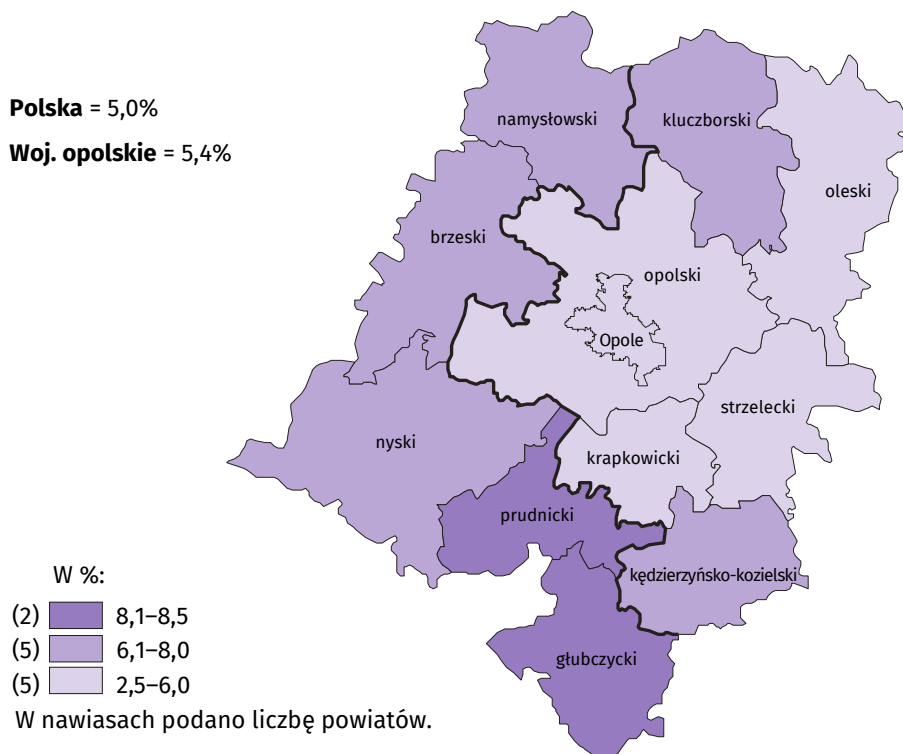 Polska = 5,0%
Woj. opolskie = 5,4%
namysłowski
kluczborski
oleski
brzeski
opolski
Opole
strzelecki
nyski
krapkowicki
prudnicki
kędzierzyńsko-kozielski
głubczycki
W %:
(2) 8,1–8,5
(5) 6,1–8,0
(5) 2,5–6,0
W nawiasach podano liczbę powiatów.